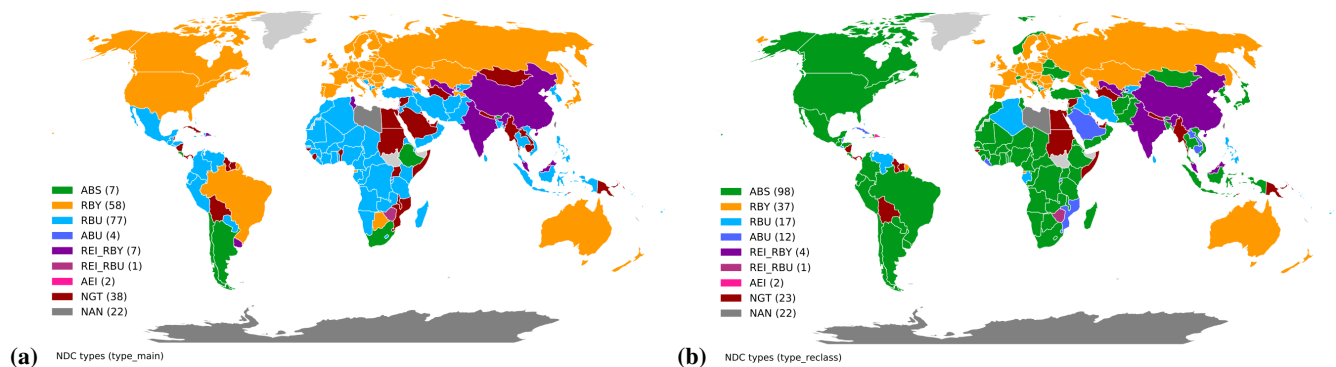 ABS (7)
RBY (58)
RBU (77)
ABU (4)
REI_RBY (7)
REI_RBU (1)
AEI (2)
NGT (38)
NAN (22)
(a) NDC types (type_main)
ABS (98)
RBY (37)
RBU (17)
ABU (12)
REI_RBY (4)
REI_RBU (1)
AEI (2)
NGT (23)
NAN (22)
(b) NDC types (type_reclass)